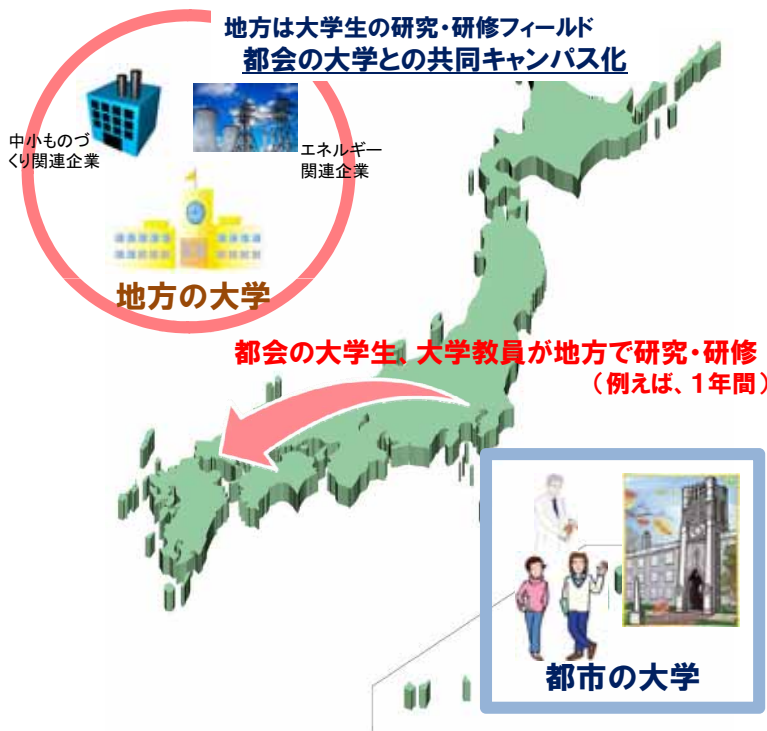 地方は大学生の研究・研修フィールド
都会の大学との共同キャンパス化
中小ものづ
くり関連企業
エネルギー
関連企業
地方の大学
都会の大学生、大学教員が地方で研究・研修
（例えば、１年間）
都市の大学